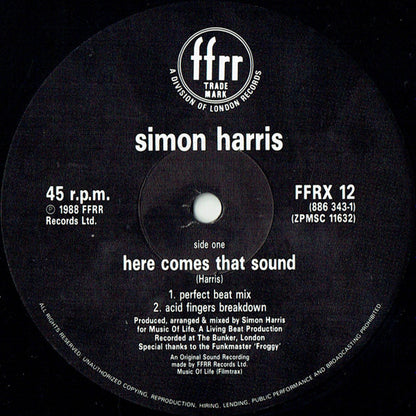 ffrr
TRADE
MARK
A DIVISION OF LONDON RECORDS
simon harris
45 r.p.m.
℗ 1988 FFRR
Records Ltd.
FFRX 12
(886 343-1)
(ZPMSC 11632)
side one
here comes that sound
(Harris)
1. perfect beat mix
2. acid fingers breakdown
Produced, arranged & mixed by Simon Harris
for Music Of Life. A Living Beat Production
Recorded at The Bunker, London
Special thanks to the Funkmaster 'Froggy'
An Original Sound Recording
made by FFRR Records Ltd.
Music Of Life (Filmtrax)
ALL RIGHTS RESERVED. UNAUTHORIZED COPYING, REPRODUCTION, HIRING, LENDING, PUBLIC PERFORMANCE AND BROADCASTING PROHIBITED.